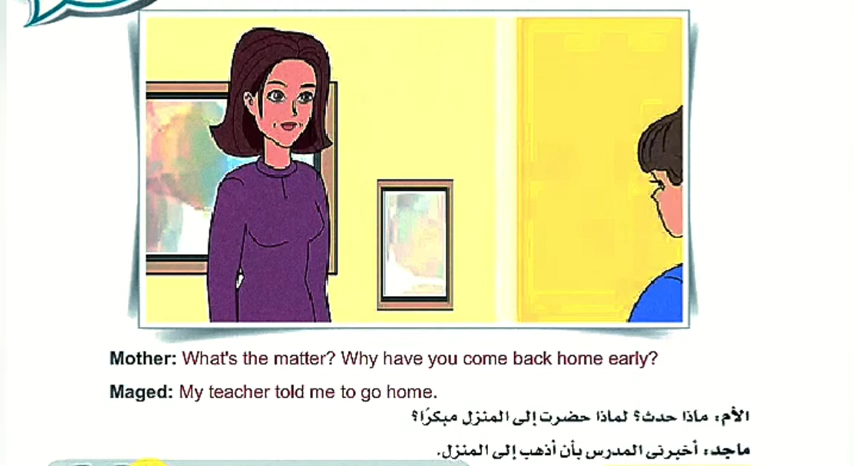 Mother: What's the matter? Why have you come back home early?
Maged: My teacher told me to go home.
الأم: ماذا حدث؟ لماذا حضرت إلى المنزل مبكرًا؟
ماجد: أخبرني المدرس بأن أذهب إلى المنزل.